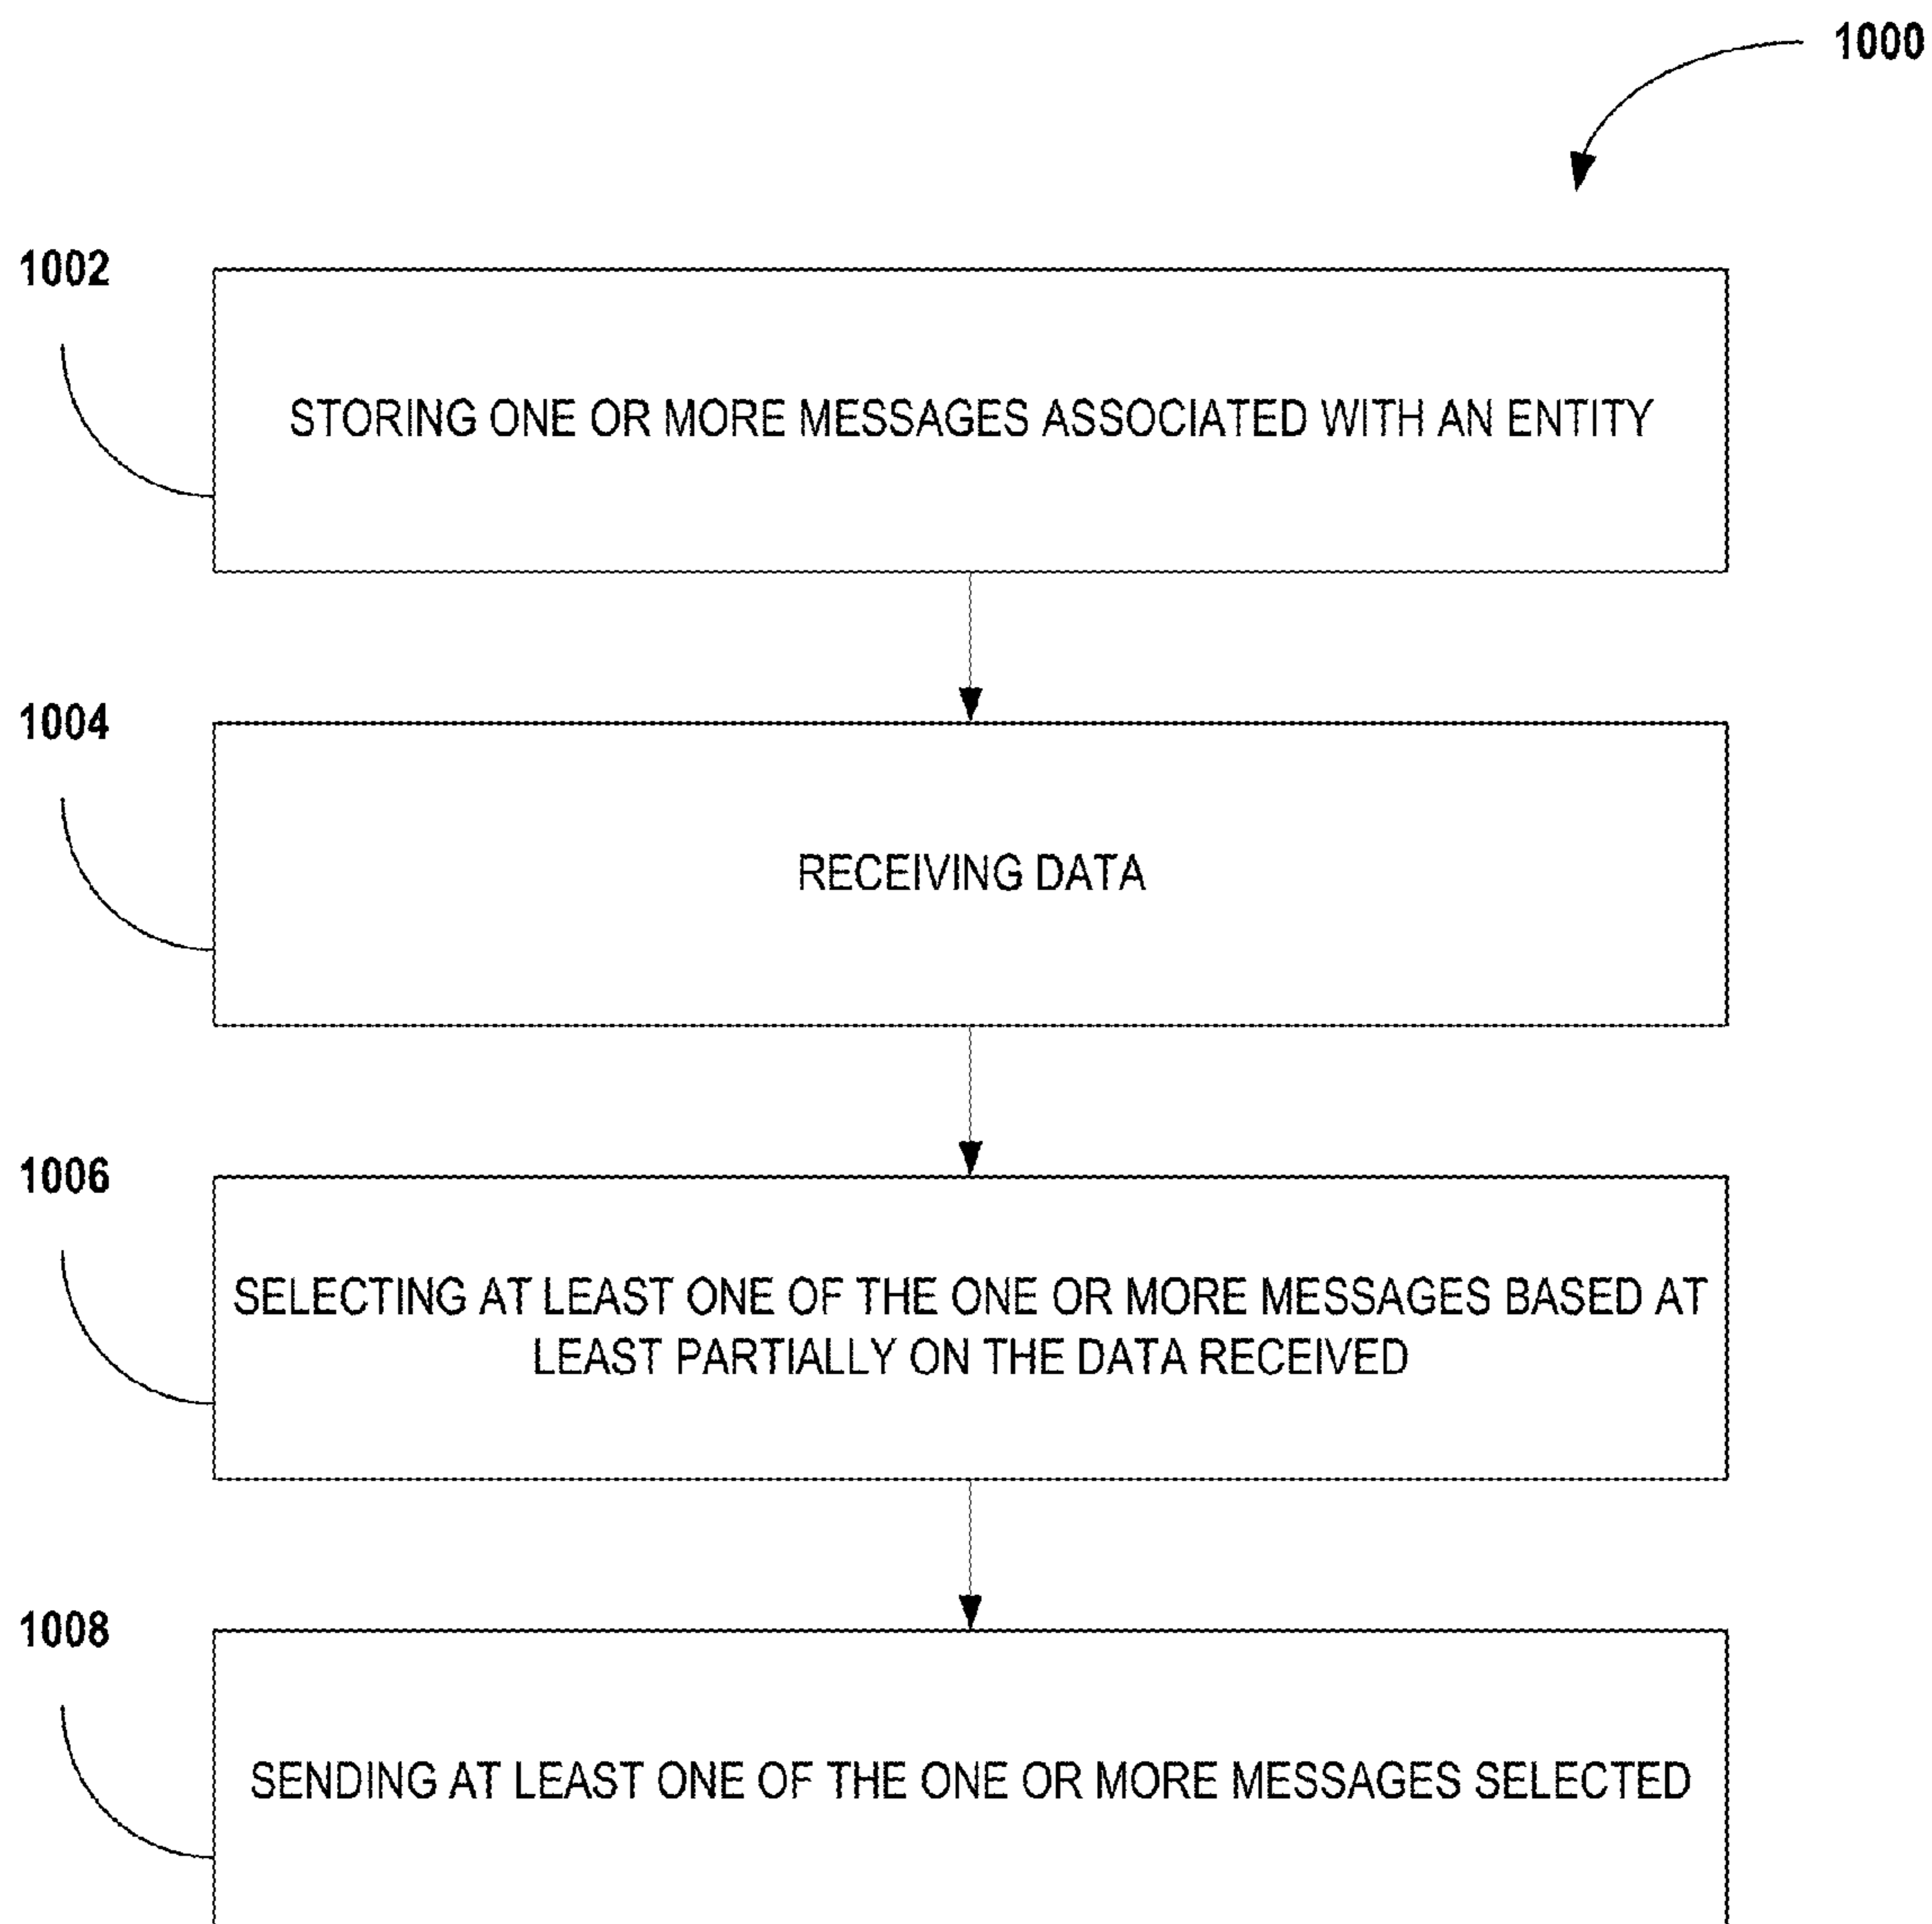 1000
1002
STORING ONE OR MORE MESSAGES ASSOCIATED WITH AN ENTITY
1004
RECEIVING DATA
1006
SELECTING AT LEAST ONE OF THE ONE OR MORE MESSAGES BASED AT
LEAST PARTIALLY ON THE DATA RECEIVED
1008
SENDING AT LEAST ONE OF THE ONE OR MORE MESSAGES SELECTED